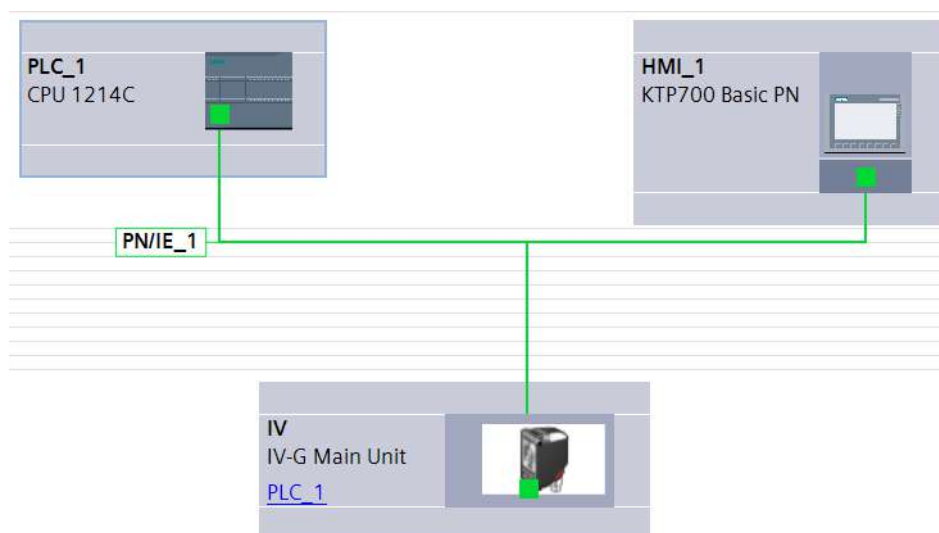 PLC_1
CPU 1214C
HMI_1
KTP700 Basic PN
PN/IE_1
IV
IV-G Main Unit
PLC_1